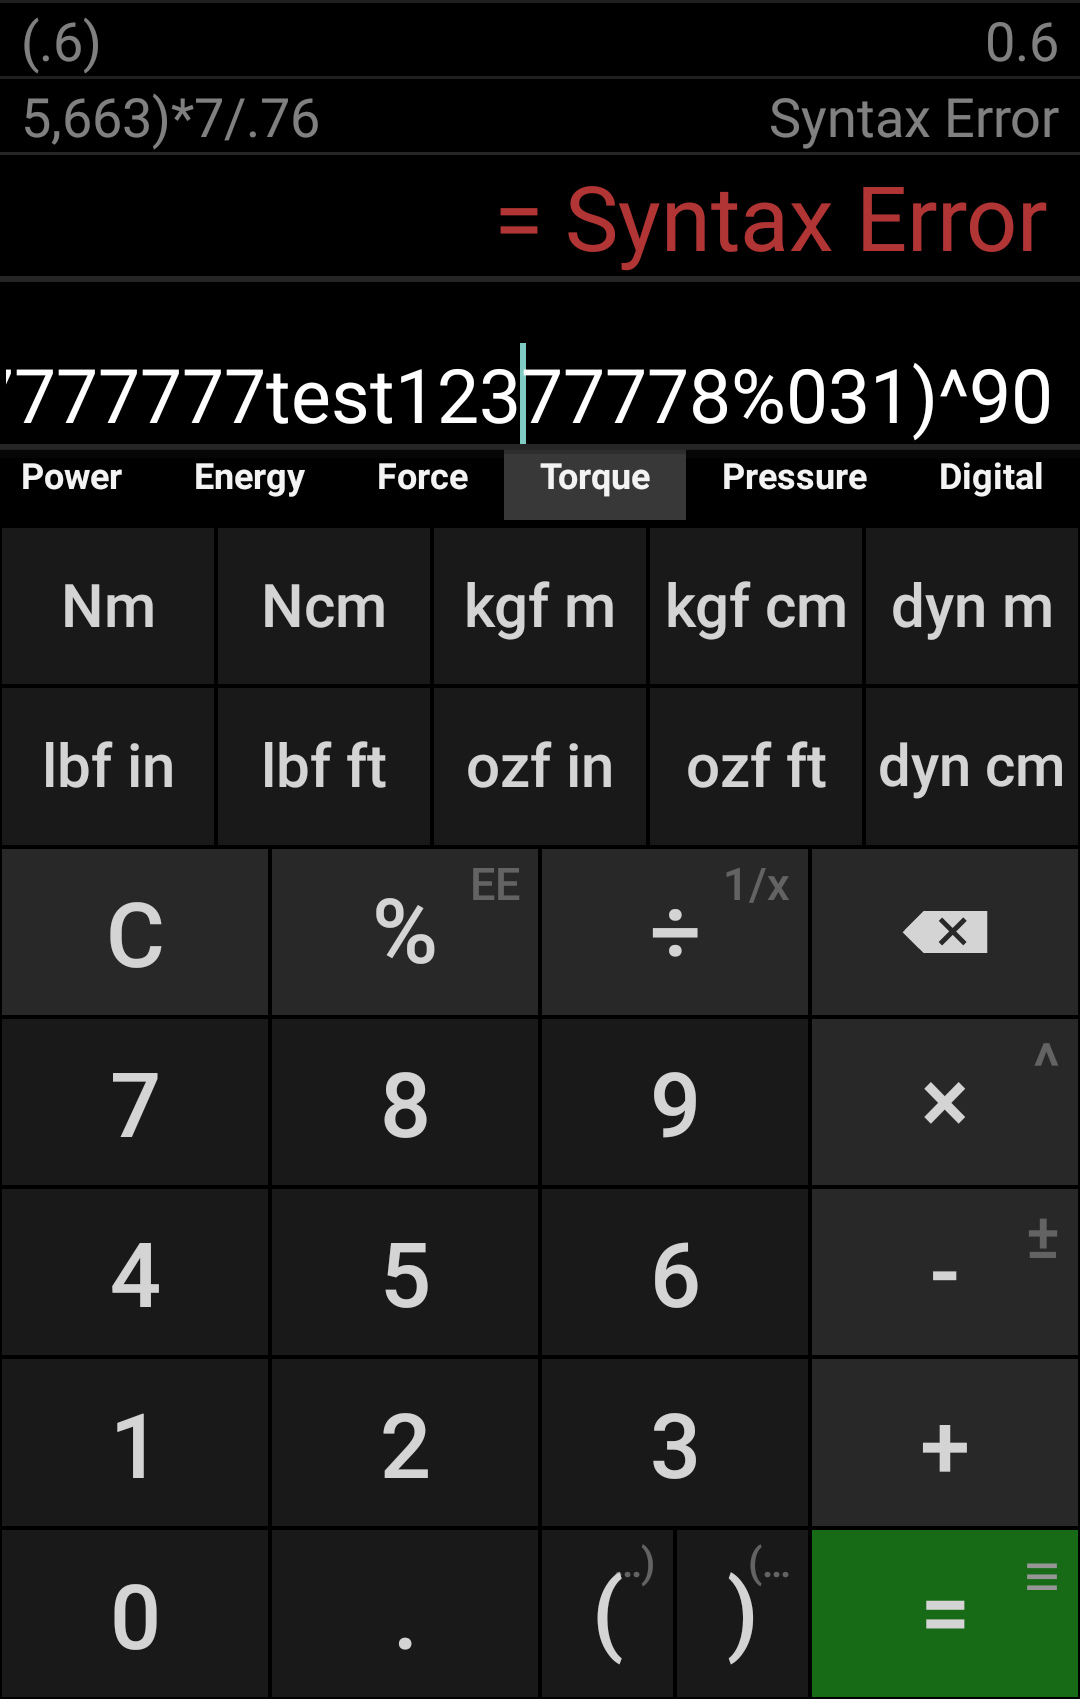 (.6) 0.6
5,663)*7/.76 Syntax Error
= Syntax Error
777777test12377778%031)^90
Power Energy Force Torque Pressure Digital
Nm Ncm kgf m kgf cm dyn m
lbf in lbf ft ozf in ozf ft dyn cm
C % EE ÷ 1/x
7 8 9 × ^
4 5 6 - ±
1 2 3 +
0 . ( ..) ) (... = ≡